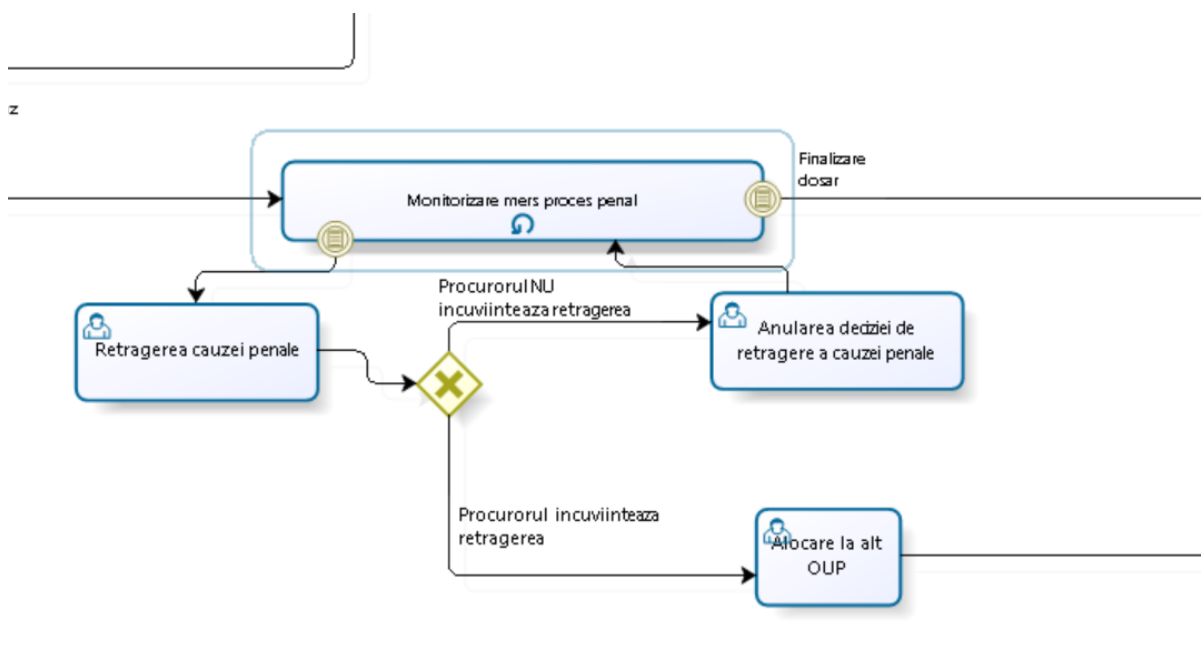 z
Finalizare
dosar
Monitorizare mers proces penal
Procurorul NU
incuviinteaza retragerea
Retragerea cauzei penale
Anularea deciziei de
retragere a cauzei penale
Procurorul incuviinteaza
retragerea
Alocare la alt
OUP